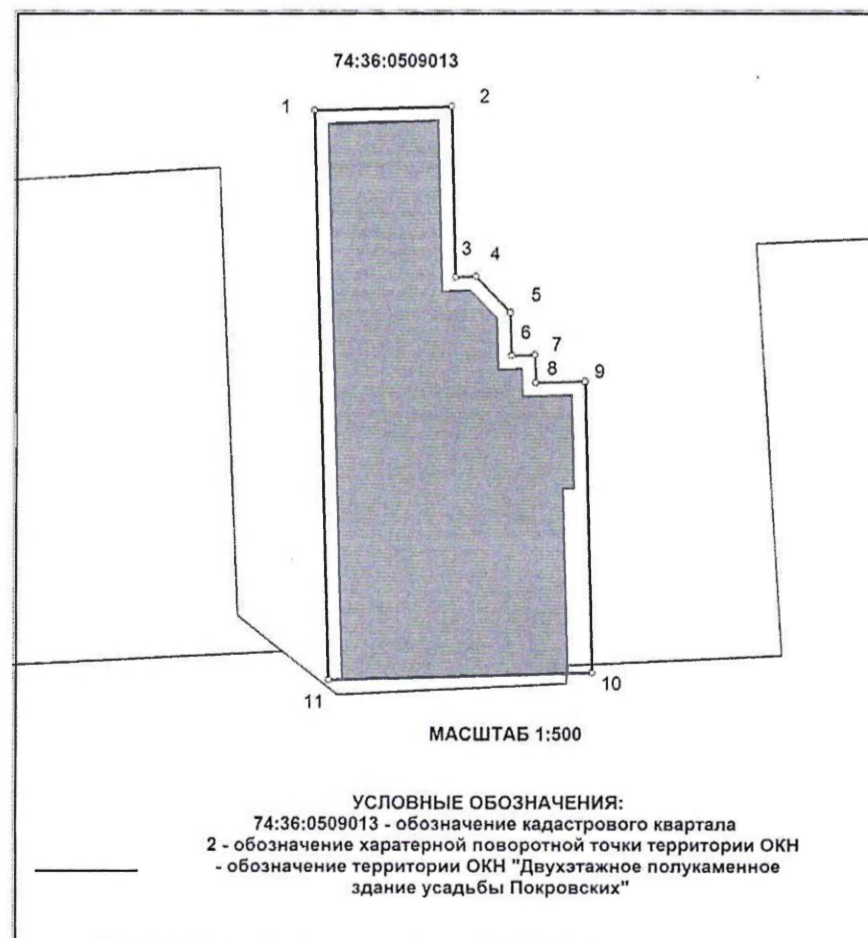 74:36:0509013
1
2
3
4
5
6
7
8
9
10
11
МАСШТАБ 1:500
УСЛОВНЫЕ ОБОЗНАЧЕНИЯ:
74:36:0509013 - обозначение кадастрового квартала
2 - обозначение харатерной поворотной точки территории ОКН
- обозначение территории ОКН "Двухэтажное полукаменное
здание усадьбы Покровских"